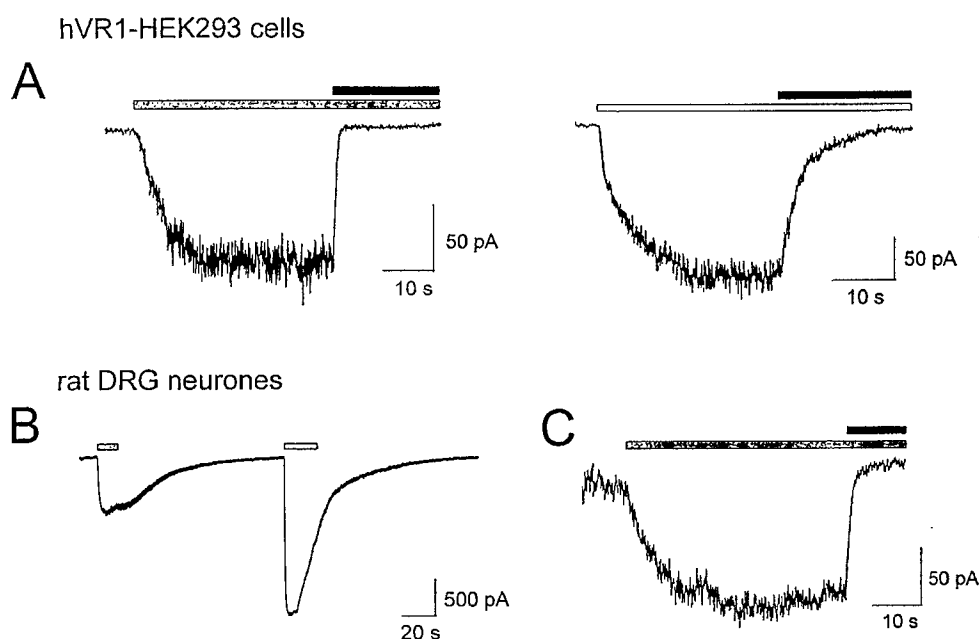 hVR1-HEK293 cells
A
50 pA
10 s
50 pA
10 s
rat DRG neurones
B
500 pA
20 s
C
50 pA
10 s